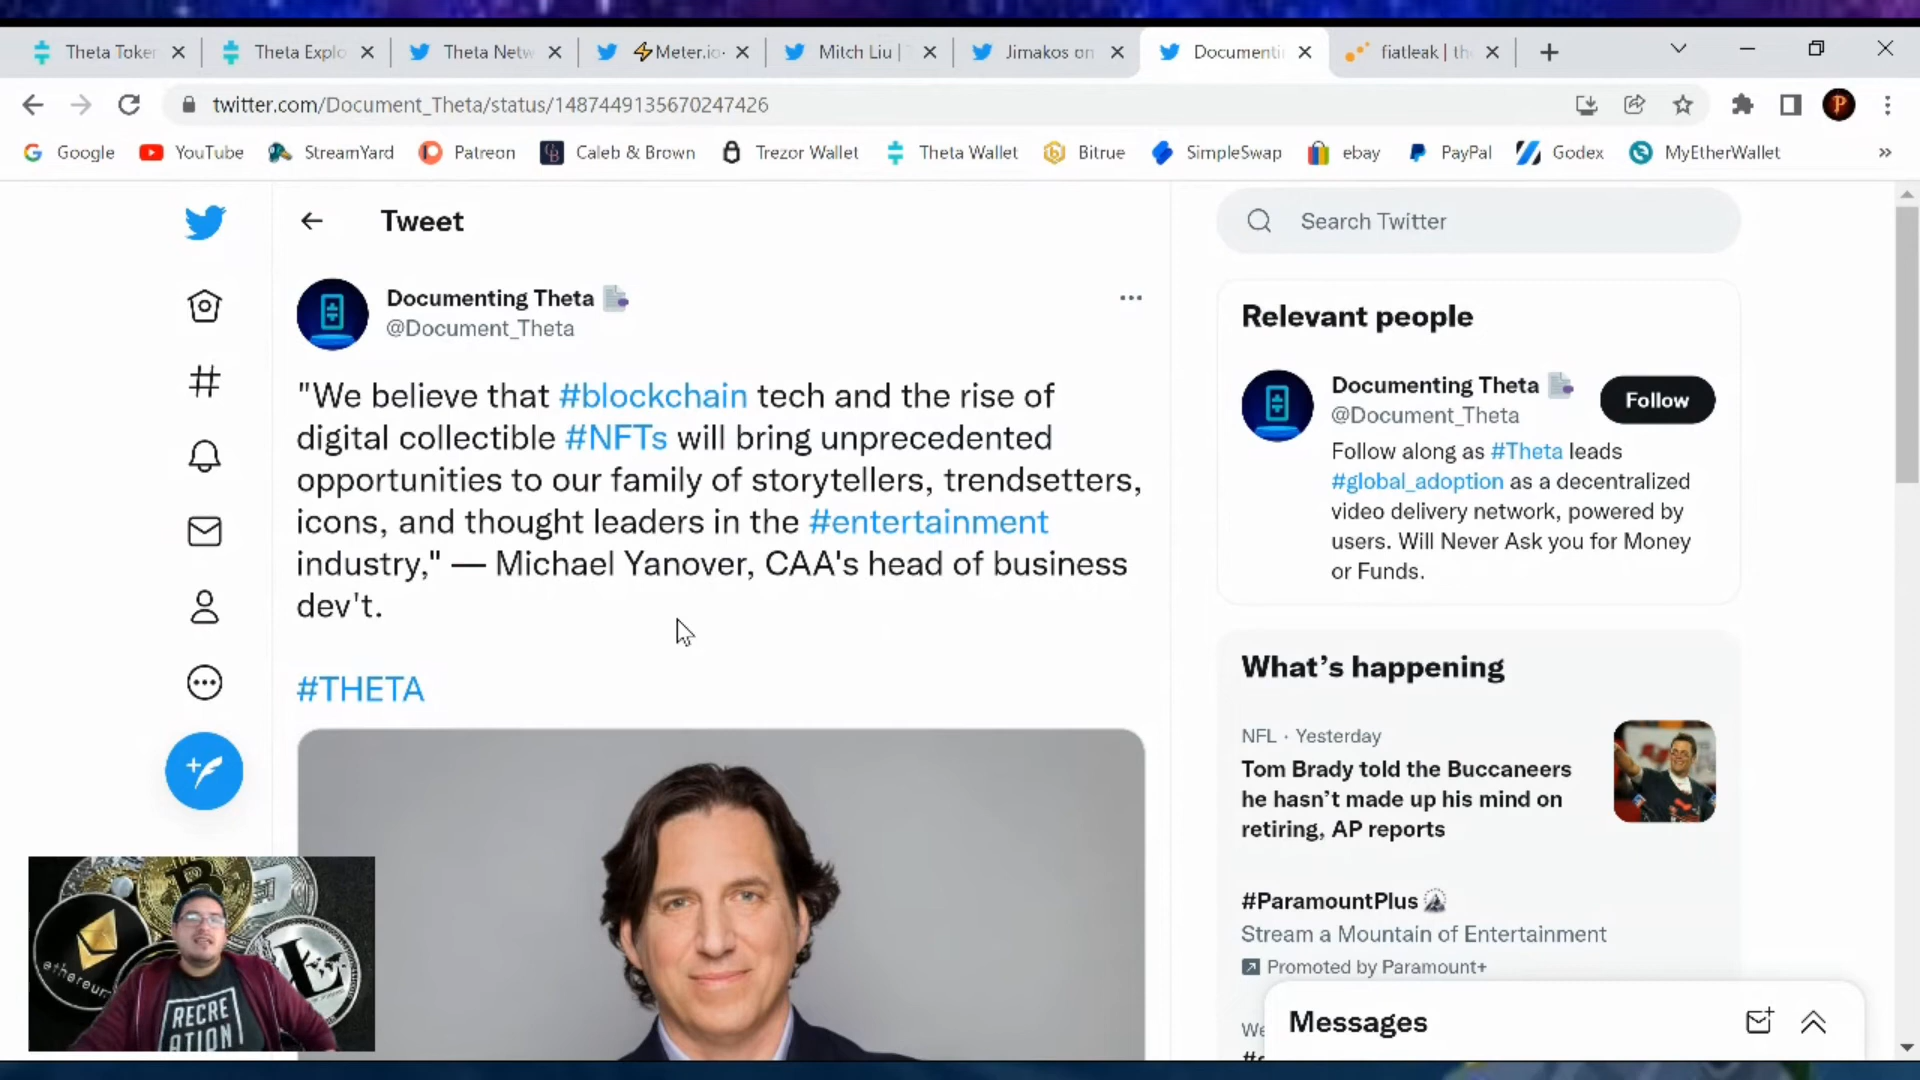 Theta Token
Theta Explo
Theta Netw
⚡Meter.io
Mitch Liu |
Jimakos on
Documenti
fiatleak | the
twitter.com/Document_Theta/status/1487449135670247426
P
Google
YouTube
StreamYard
Patreon
Caleb & Brown
Trezor Wallet
Theta Wallet
Bitrue
SimpleSwap
ebay
PayPal
Godex
MyEtherWallet
Tweet
Search Twitter
Documenting Theta
@Document_Theta
"We believe that #blockchain tech and the rise of
digital collectible #NFTs will bring unprecedented
opportunities to our family of storytellers, trendsetters,
icons, and thought leaders in the #entertainment
industry," — Michael Yanover, CAA's head of business
dev't.
#THETA
Relevant people
Documenting Theta
@Document_Theta
Follow
Follow along as #Theta leads
#global_adoption as a decentralized
video delivery network, powered by
users. Will Never Ask you for Money
or Funds.
What's happening
NFL · Yesterday
Tom Brady told the Buccaneers
he hasn't made up his mind on
retiring, AP reports
#ParamountPlus
Stream a Mountain of Entertainment
Promoted by Paramount+
Messages
ethereum
RECRE
ATION